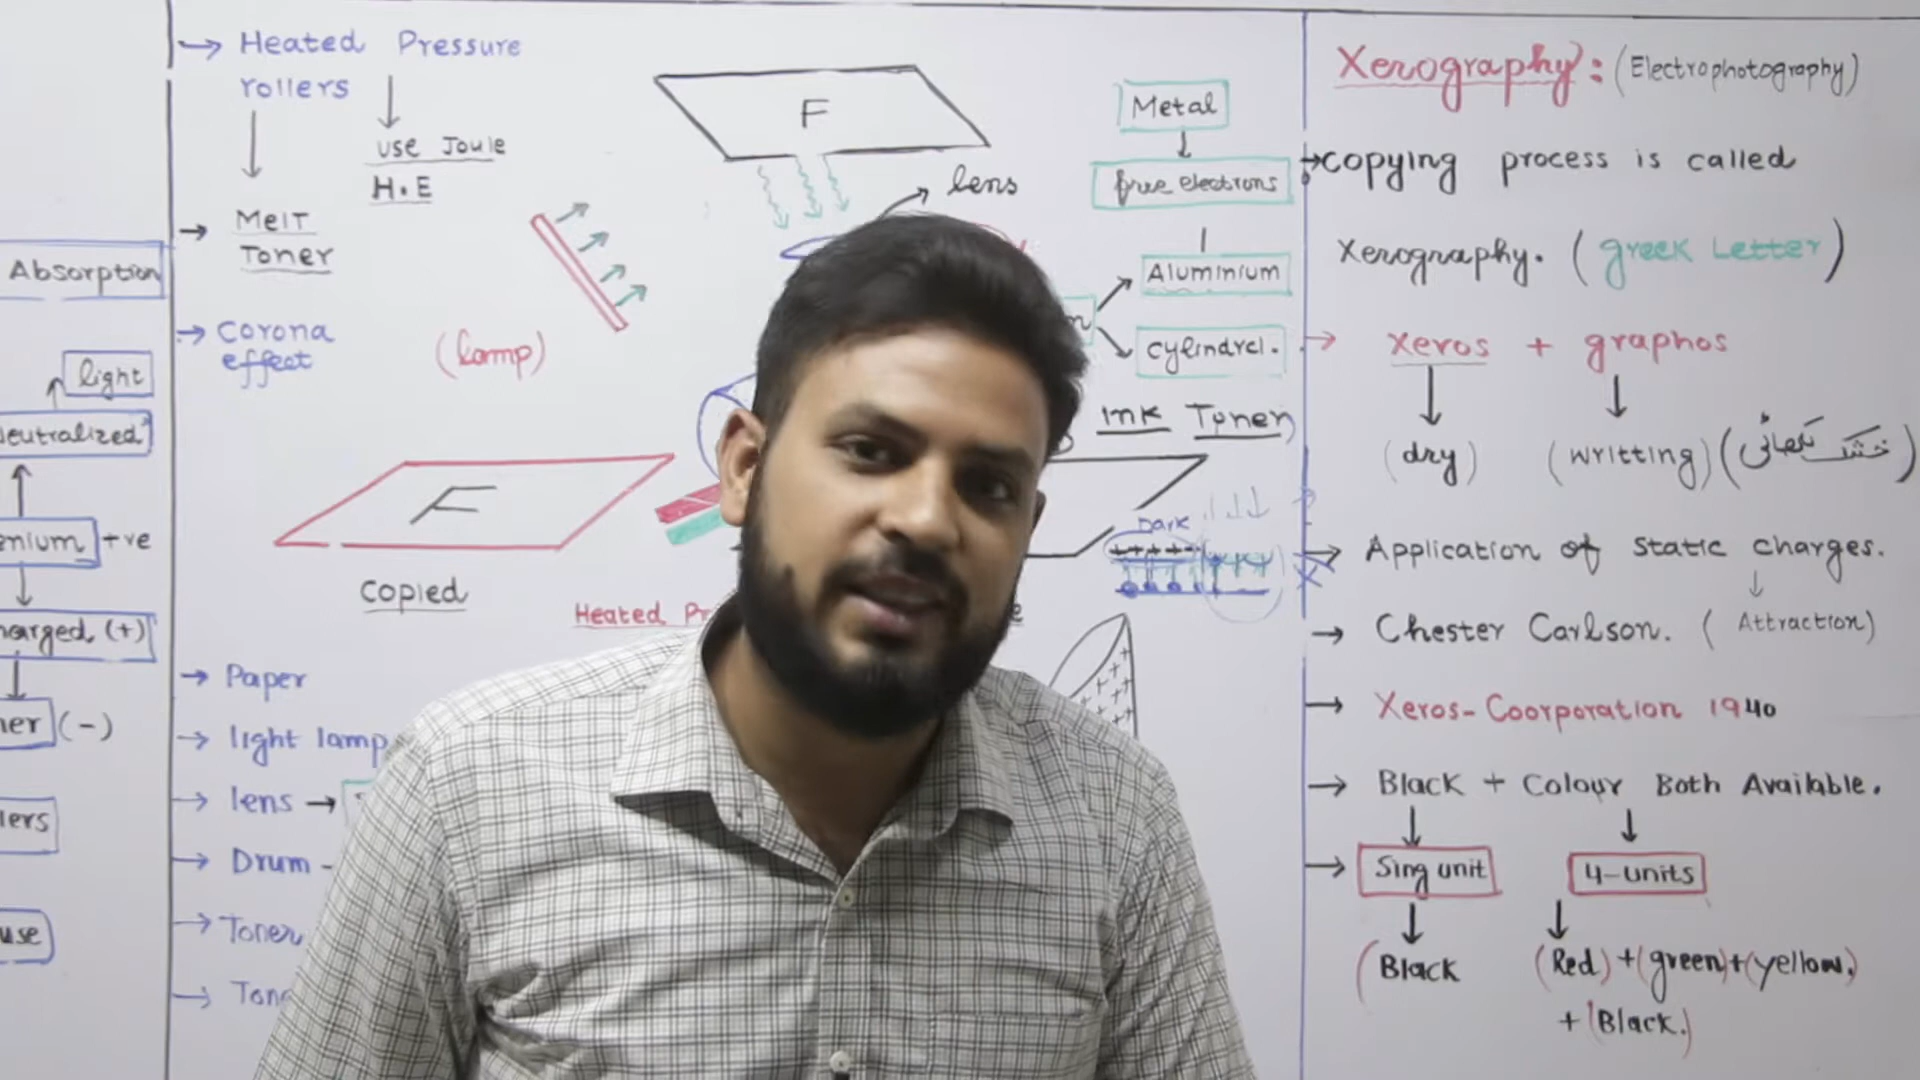 Absorption
light
+ve
(+)
(-)
→ Heated Pressure
rollers
use Joule
H.E
→ Melt
Toner
→ Corona
effect
(lamp)
F
lens
Metal
free electrons
Aluminium
cylindrcl.
Ink Toner
Dark
++++
F
Copied
Heated
→ Paper
→ light lamp
→ lens →
→ Drum -
→ Toner
→
Xerography: (Electrophotography)
→ copying process is called
Xerography. (greek Letter)
→ xeros + graphos
(dry) (writting) (خشک لکھائی)
→ Application of static charges.
→ Chester Carlson. (Attraction)
→ Xeros-Coorporation 1940
→ Black + Colour Both Available.
→ Sing unit 4-units
(Black (Red) + (green) + (yellow.)
+ (Black.)